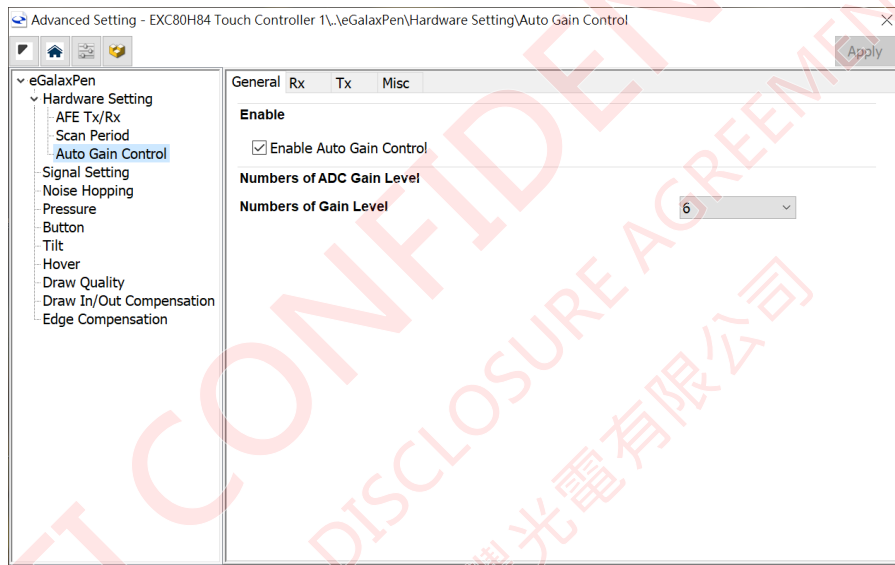 Advanced Setting - EXC80H84 Touch Controller 1\..\eGalaxPen\Hardware Setting\Auto Gain Control
Apply
eGalaxPen
Hardware Setting
AFE Tx/Rx
Scan Period
Auto Gain Control
Signal Setting
Noise Hopping
Pressure
Button
Tilt
Hover
Draw Quality
Draw In/Out Compensation
Edge Compensation
General Rx Tx Misc
Enable
Enable Auto Gain Control
Numbers of ADC Gain Level
Numbers of Gain Level 6
DISCLOSURE AGREEMEN
TI CONFIDEN
光電有限公司